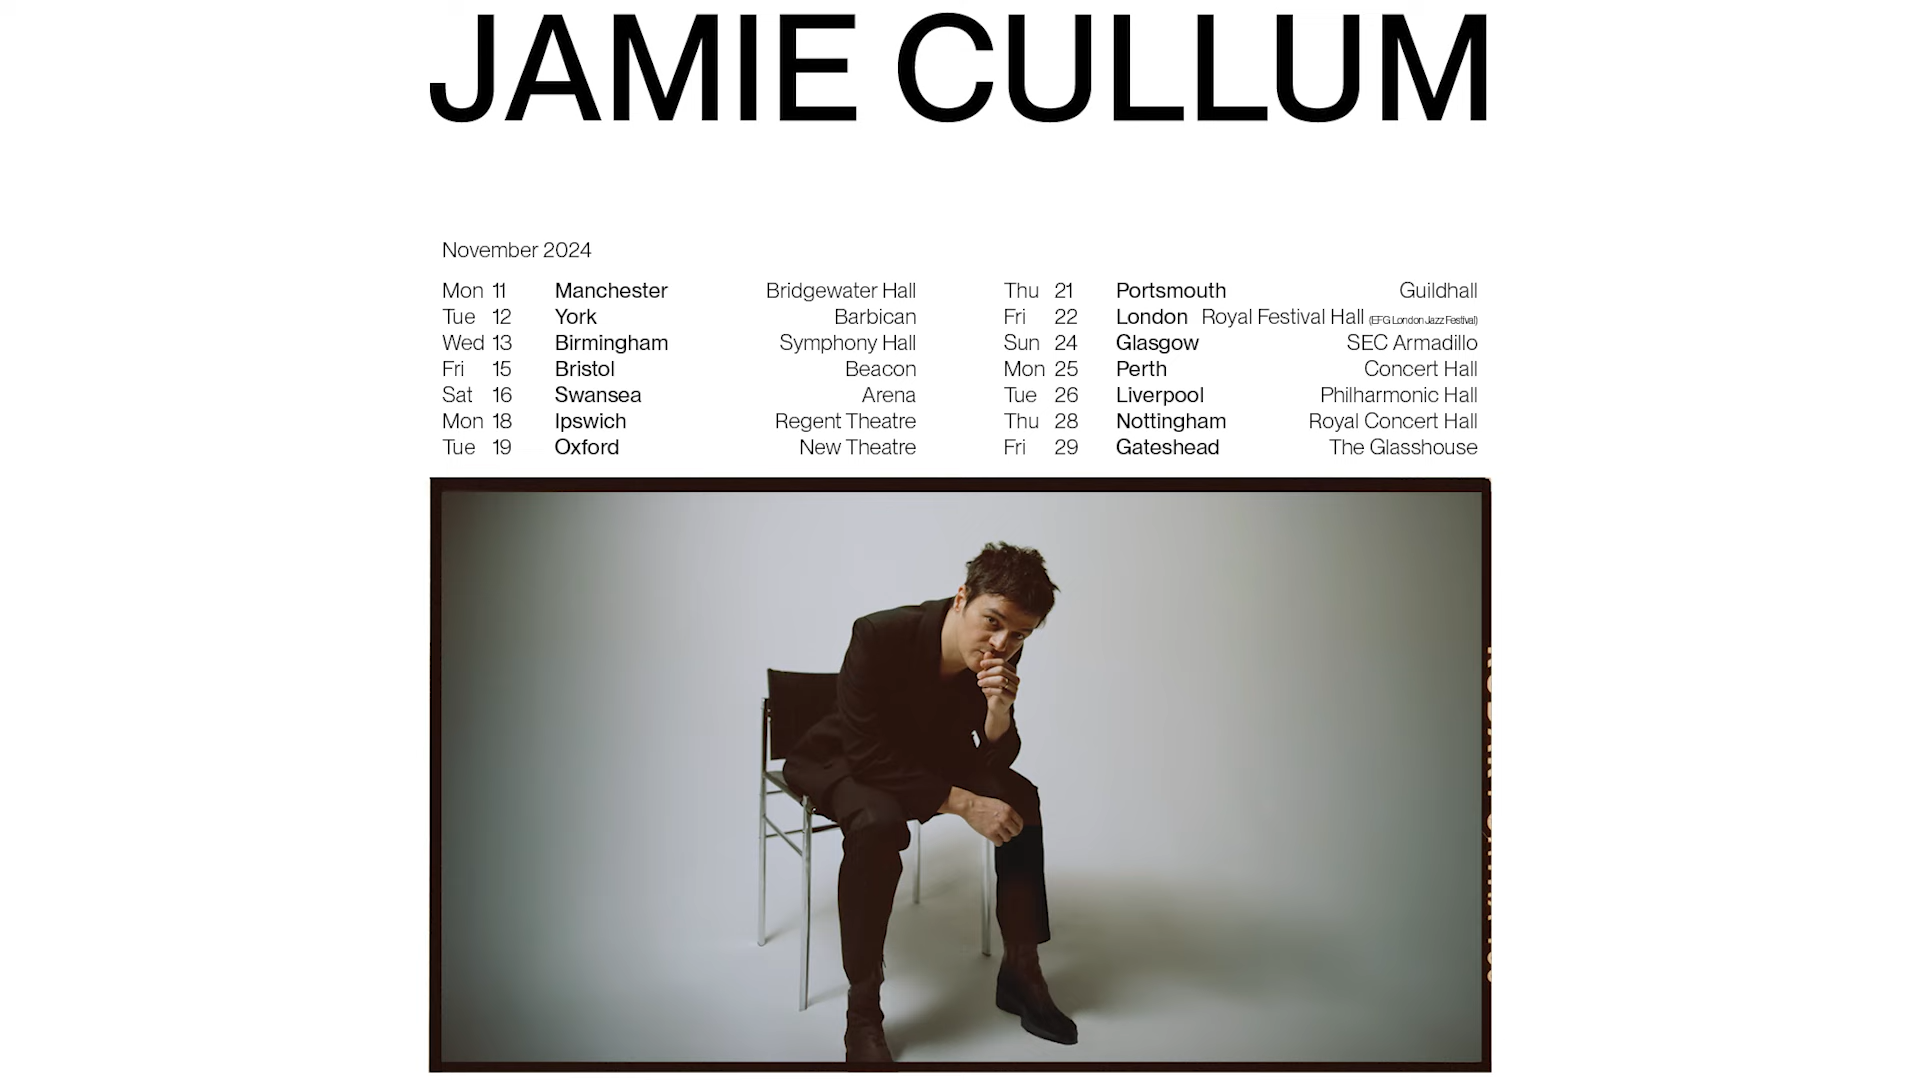 JAMIE CULLUM
November 2024
Mon 11 Manchester Bridgewater Hall
Tue 12 York Barbican
Wed 13 Birmingham Symphony Hall
Fri 15 Bristol Beacon
Sat 16 Swansea Arena
Mon 18 Ipswich Regent Theatre
Tue 19 Oxford New Theatre
Thu 21 Portsmouth Guildhall
Fri 22 London Royal Festival Hall (EFG London Jazz Festival)
Sun 24 Glasgow SEC Armadillo
Mon 25 Perth Concert Hall
Tue 26 Liverpool Philharmonic Hall
Thu 28 Nottingham Royal Concert Hall
Fri 29 Gateshead The Glasshouse